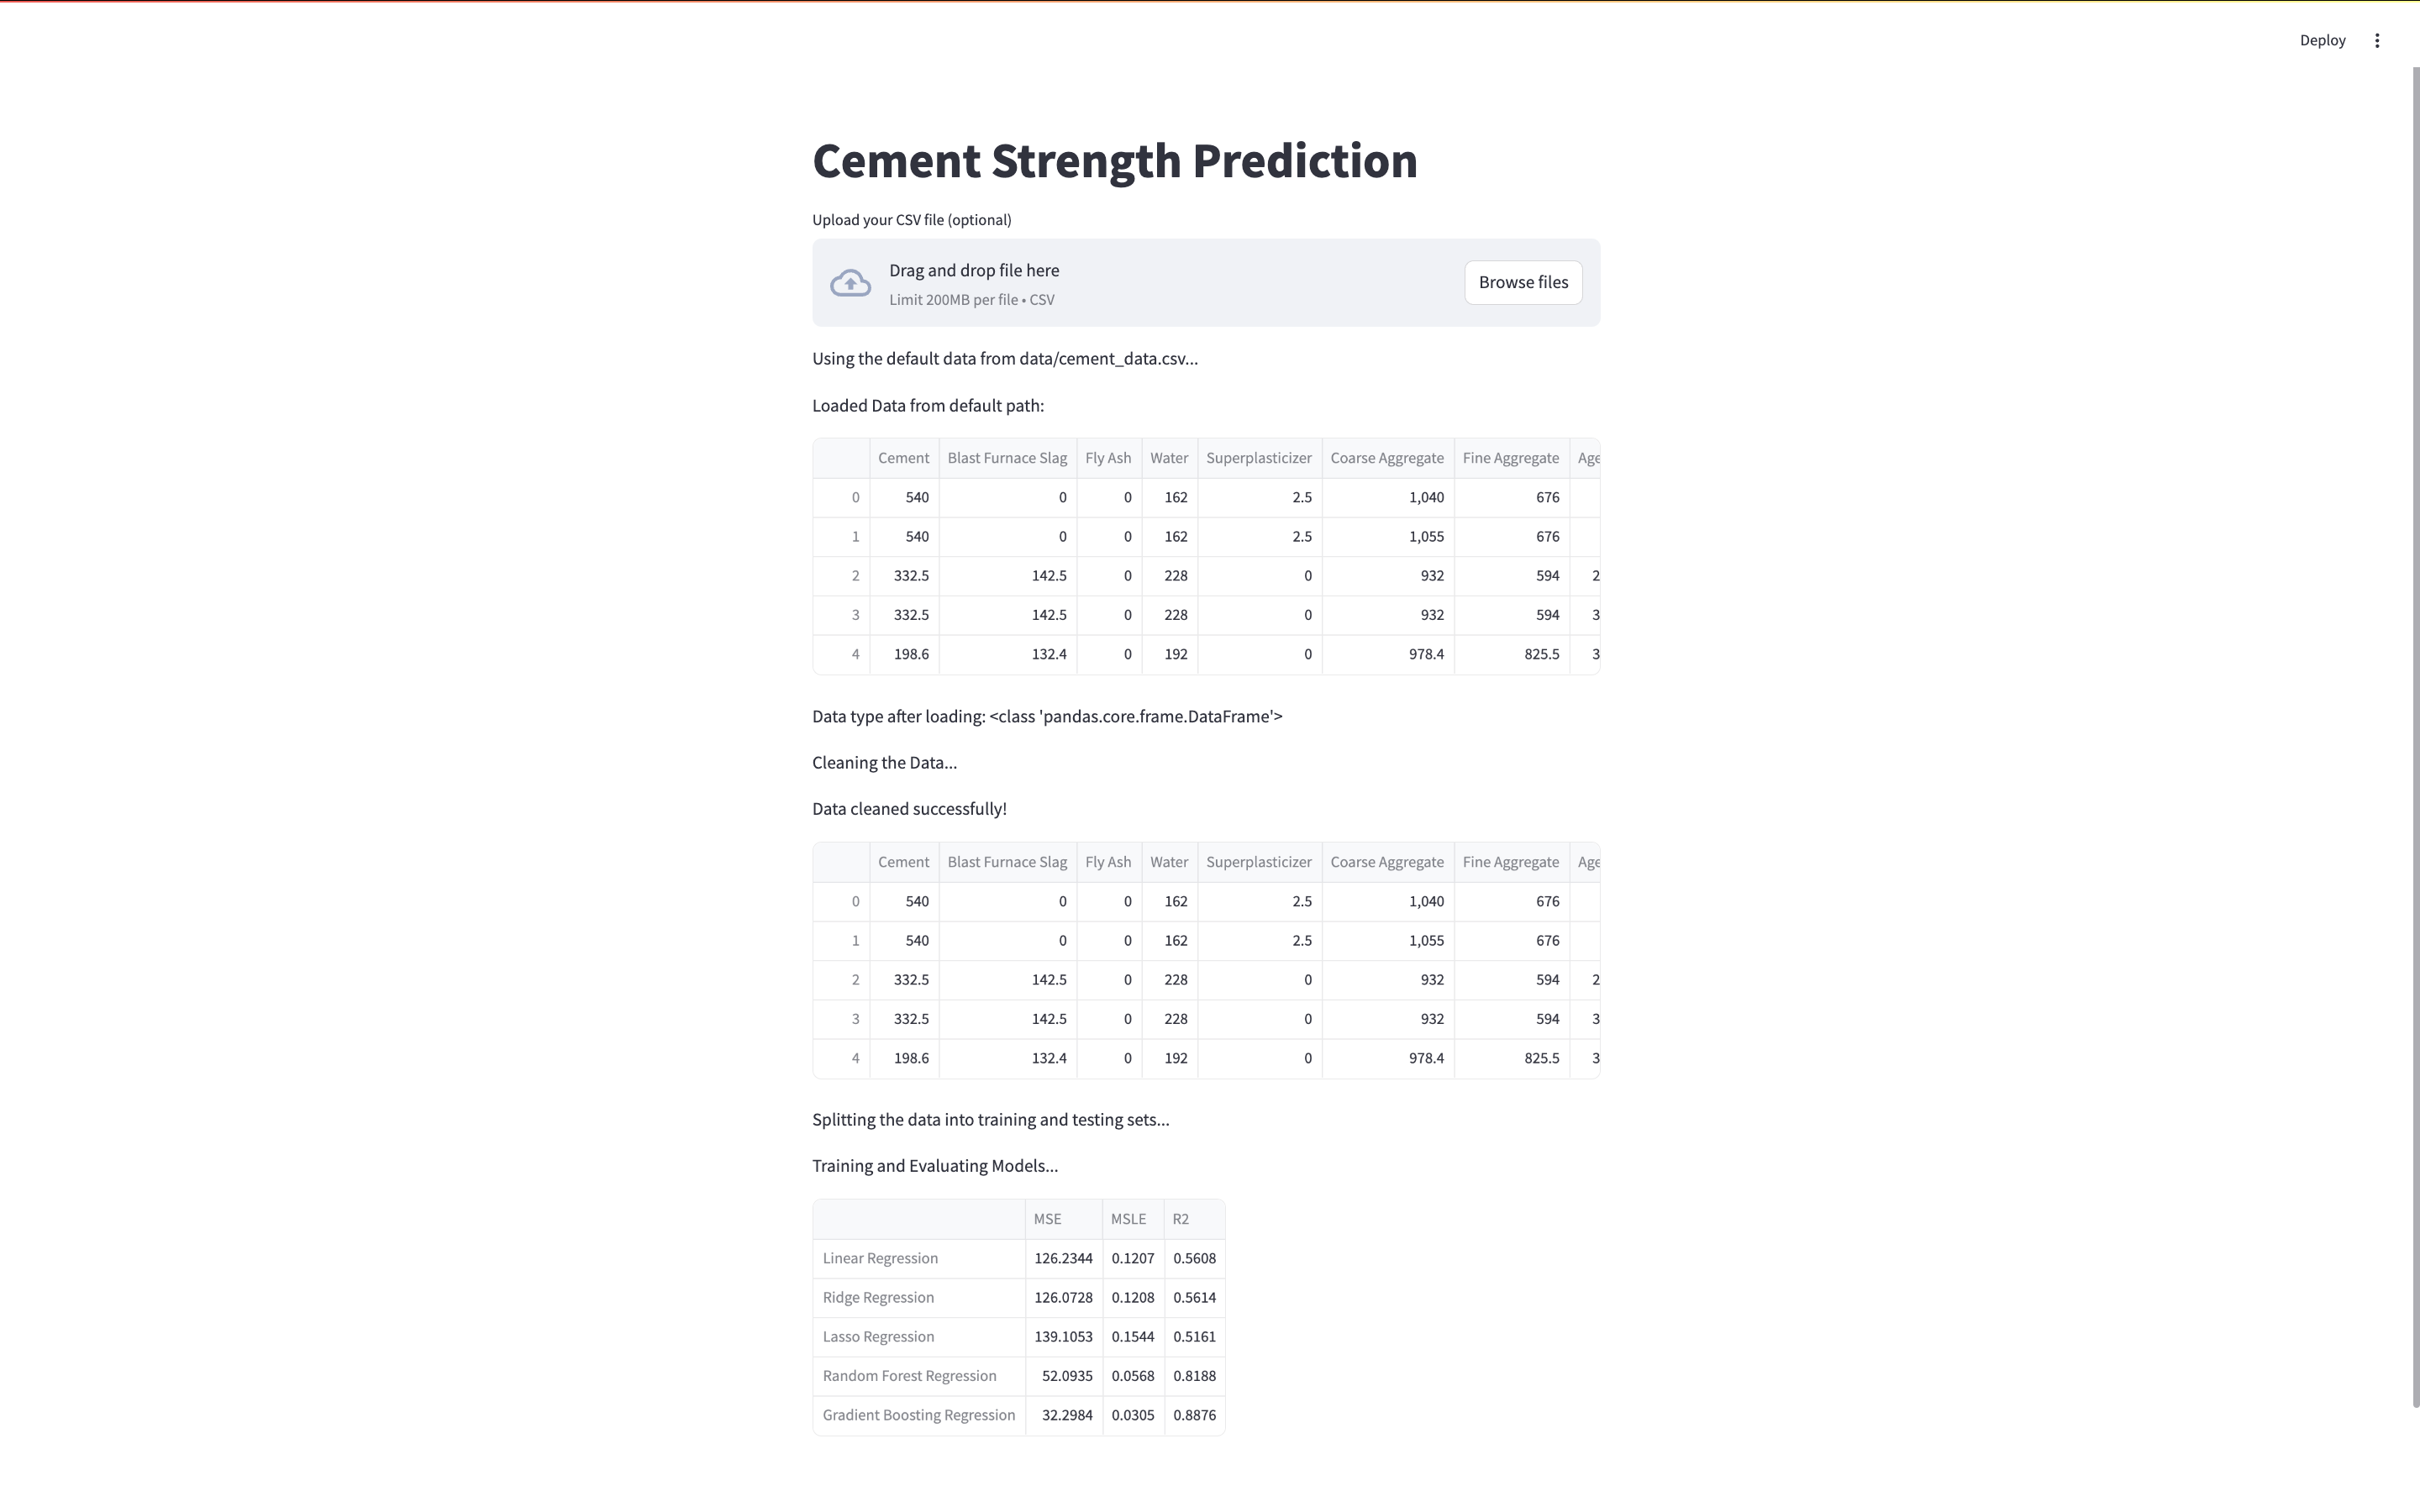 Deploy
Cement Strength Prediction
Upload your CSV file (optional)
Drag and drop file here
Limit 200MB per file • CSV
Browse files
Using the default data from data/cement_data.csv...
Loaded Data from default path:
Cement Blast Furnace Slag Fly Ash Water Superplasticizer Coarse Aggregate Fine Aggregate Age
0 540 0 0 162 2.5 1,040 676
1 540 0 0 162 2.5 1,055 676
2 332.5 142.5 0 228 0 932 594 2
3 332.5 142.5 0 228 0 932 594 3
4 198.6 132.4 0 192 0 978.4 825.5 3
Data type after loading: <class 'pandas.core.frame.DataFrame'>
Cleaning the Data...
Data cleaned successfully!
Cement Blast Furnace Slag Fly Ash Water Superplasticizer Coarse Aggregate Fine Aggregate Age
0 540 0 0 162 2.5 1,040 676
1 540 0 0 162 2.5 1,055 676
2 332.5 142.5 0 228 0 932 594 2
3 332.5 142.5 0 228 0 932 594 3
4 198.6 132.4 0 192 0 978.4 825.5 3
Splitting the data into training and testing sets...
Training and Evaluating Models...
MSE MSLE R2
Linear Regression 126.2344 0.1207 0.5608
Ridge Regression 126.0728 0.1208 0.5614
Lasso Regression 139.1053 0.1544 0.5161
Random Forest Regression 52.0935 0.0568 0.8188
Gradient Boosting Regression 32.2984 0.0305 0.8876